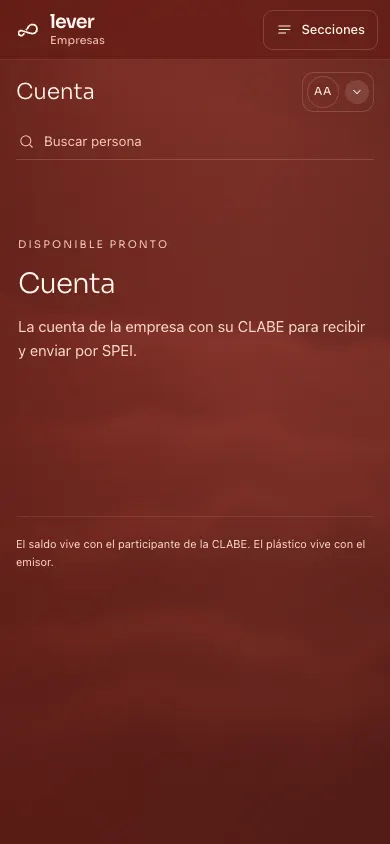 lever
Empresas
Secciones
Cuenta
AA
Buscar persona
DISPONIBLE PRONTO
Cuenta
La cuenta de la empresa con su CLABE para recibir
y enviar por SPEI.
El saldo vive con el participante de la CLABE. El plástico vive con el
emisor.